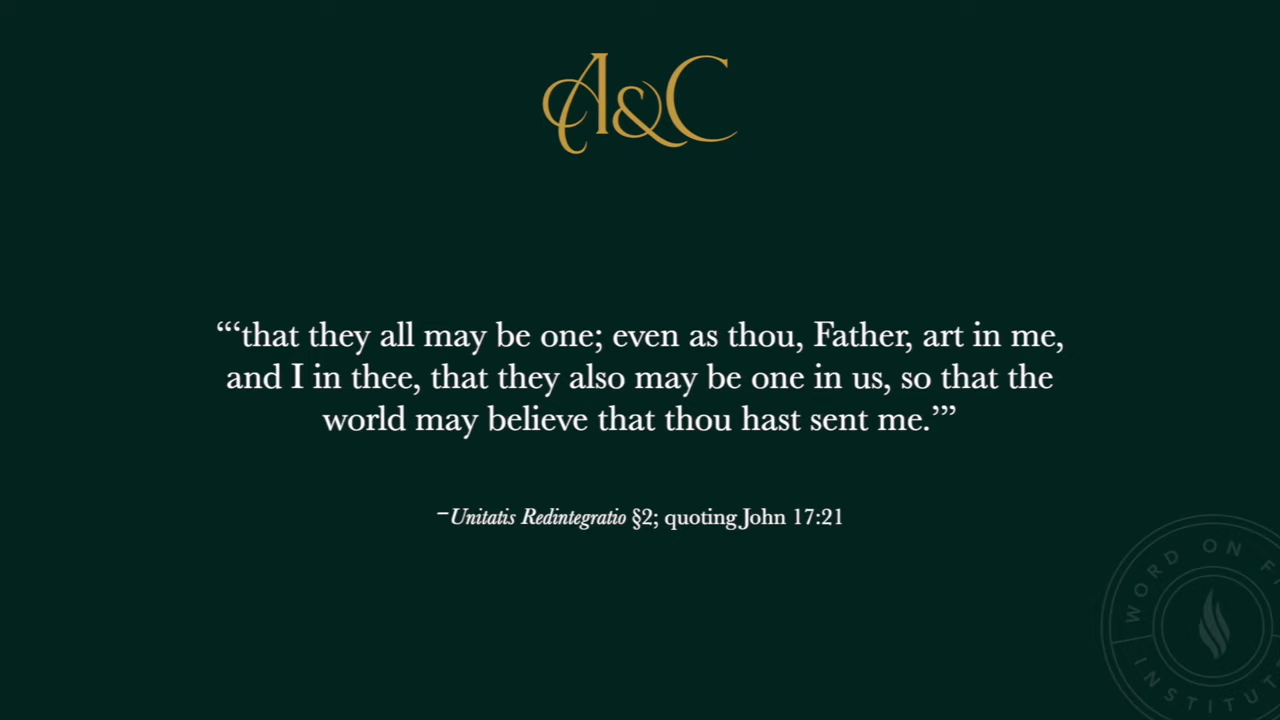 A&C
“‘that they all may be one; even as thou, Father, art in me,
and I in thee, that they also may be one in us, so that the
world may believe that thou hast sent me.’”
–Unitatis Redintegratio §2; quoting John 17:21
WORD ON FI
INSTITUT